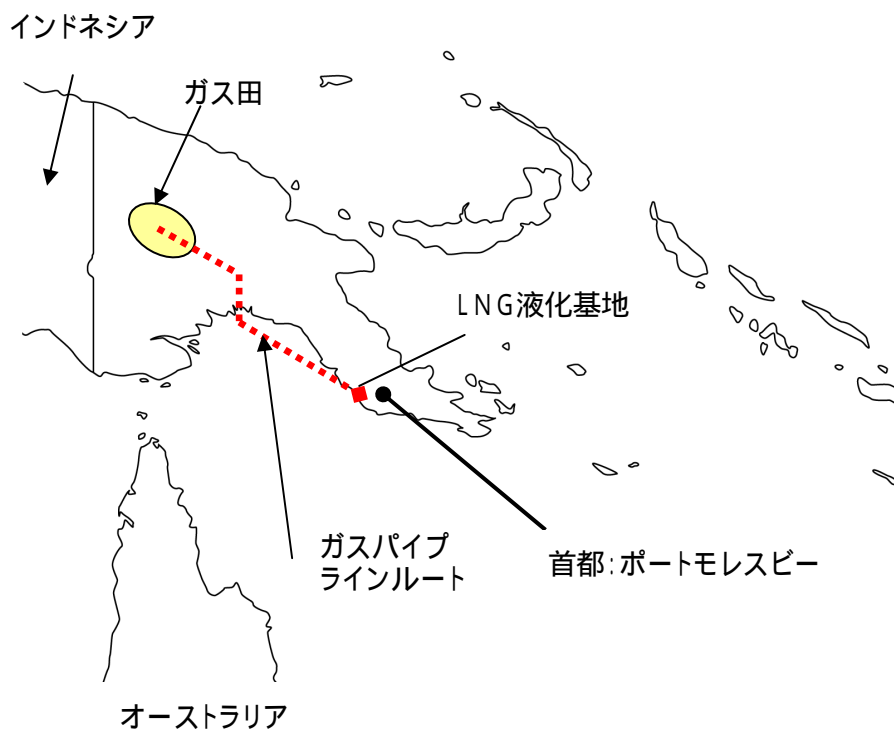 インドネシア
ガス田
LNG液化基地
ガスパイプ
ラインルート
首都:ポートモレスビー
オーストラリア